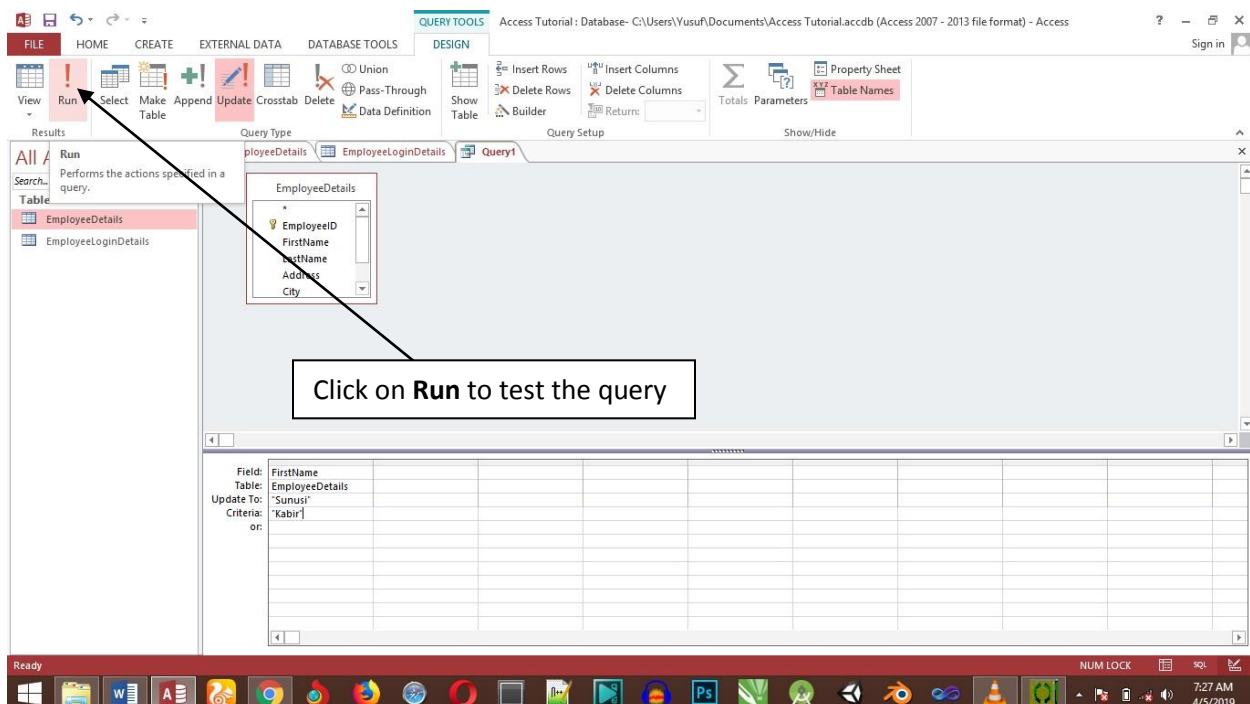 QUERY TOOLS Access Tutorial : Database- C:\Users\Yusuf\Documents\Access Tutorial.accdb (Access 2007 - 2013 file format) - Access ?
FILE HOME CREATE EXTERNAL DATA DATABASE TOOLS DESIGN Sign in
View Run Select Make Table Append Update Crosstab Delete Union Pass-Through Data Definition Show Table Insert Rows Delete Rows Builder Insert Columns Delete Columns Return: Totals Parameters Property Sheet Table Names
Results Query Type Query Setup Show/Hide
All A ployeeDetails EmployeeLoginDetails Query1
Run
Performs the actions specified in a
query.
Search...
Table
EmployeeDetails
EmployeeLoginDetails
EmployeeDetails
*
EmployeeID
FirstName
LastName
Address
City
Click on Run to test the query
Field: FirstName
Table: EmployeeDetails
Update To: "Sunusi"
Criteria: "Kabir"
or:
Ready NUM LOCK SQL
W A Ps
7:27 AM
4/5/2019